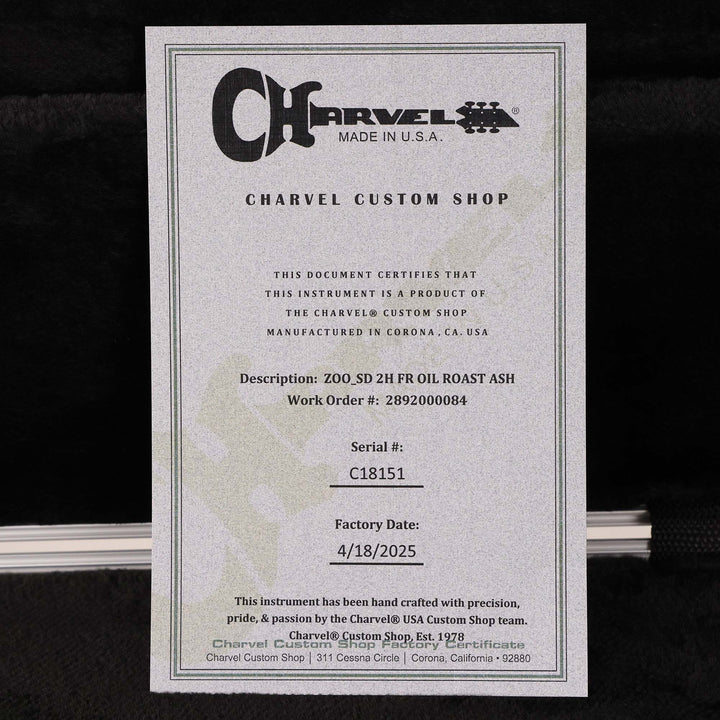 CHARVEL®
MADE IN U.S.A.
CHARVEL CUSTOM SHOP
THIS DOCUMENT CERTIFIES THAT
THIS INSTRUMENT IS A PRODUCT OF
THE CHARVEL® CUSTOM SHOP
MANUFACTURED IN CORONA, CA. USA
Description: ZOO_SD 2H FR OIL ROAST ASH
Work Order #: 2892000084
Serial #:
C18151
Factory Date:
4/18/2025
This instrument has been hand crafted with precision,
pride, & passion by the Charvel® USA Custom Shop team.
Charvel® Custom Shop, Est. 1978
Charvel Custom Shop Factory Certificate
Charvel Custom Shop | 311 Cessna Circle | Corona, California • 92880